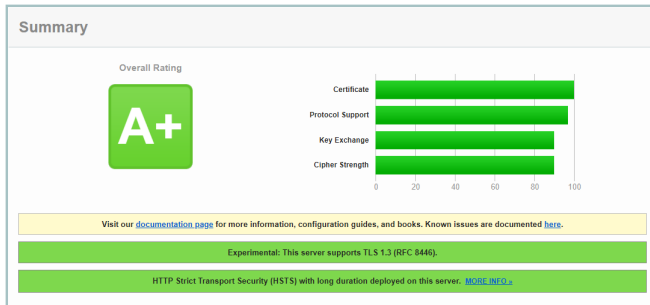 Summary
Overall Rating
A+
Certificate
Protocol Support
Key Exchange
Cipher Strength
0 20 40 60 80 100
Visit our documentation page for more information, configuration guides, and books. Known issues are documented here.
Experimental: This server supports TLS 1.3 (RFC 8446).
HTTP Strict Transport Security (HSTS) with long duration deployed on this server. MORE INFO »